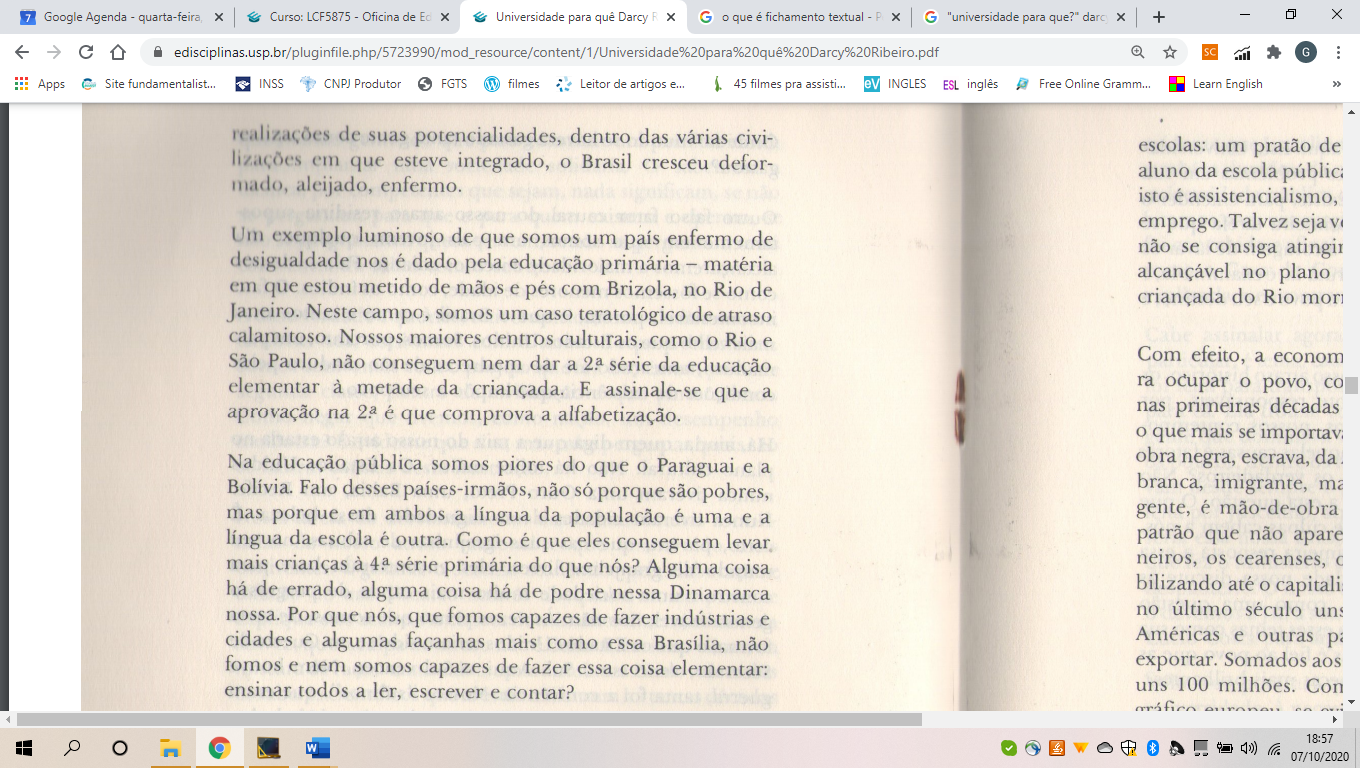 Google Agenda - quarta-feira,
Curso: LCF5875 - Oficina de Ed
Universidade para quê Darcy R
o que é fichamento textual - P
"universidade para que?" darcy
edisciplinas.usp.br/pluginfile.php/5723990/mod_resource/content/1/Universidade%20para%20quê%20Darcy%20Ribeiro.pdf
SC
G
Apps
Site fundamentalist...
INSS
CNPJ Produtor
FGTS
filmes
Leitor de artigos e...
45 filmes pra assisti...
INGLES
inglês
Free Online Gramm...
Learn English
realizações de suas potencialidades, dentro das várias civi-
lizações em que esteve integrado, o Brasil cresceu defor-
mado, aleijado, enfermo.
Um exemplo luminoso de que somos um país enfermo de
desigualdade nos é dado pela educação primária – matéria
em que estou metido de mãos e pés com Brizola, no Rio de
Janeiro. Neste campo, somos um caso teratológico de atraso
calamitoso. Nossos maiores centros culturais, como o Rio e
São Paulo, não conseguem nem dar a 2.ª série da educação
elementar à metade da criançada. E assinale-se que a
aprovação na 2.ª é que comprova a alfabetização.
Na educação pública somos piores do que o Paraguai e a
Bolívia. Falo desses países-irmãos, não só porque são pobres,
mas porque em ambos a língua da população é uma e a
língua da escola é outra. Como é que eles conseguem levar
mais crianças à 4.ª série primária do que nós? Alguma coisa
há de errado, alguma coisa há de podre nessa Dinamarca
nossa. Por que nós, que fomos capazes de fazer indústrias e
cidades e algumas façanhas mais como essa Brasília, não
fomos e nem somos capazes de fazer essa coisa elementar:
ensinar todos a ler, escrever e contar?
escolas: um pratão de
aluno da escola pública
isto é assistencialismo,
emprego. Talvez seja v
não se consiga atingir
alcançável no plano
criançada do Rio mor
Com efeito, a econom
ra ocupar o povo, co
nas primeiras décadas
o que mais se importav
obra negra, escrava, da
branca, imigrante, ma
gente, é mão-de-obra
patrão que não apare
neiros, os cearenses,
bilizando até o capitali
no último século uns
Américas e outras pa
exportar. Somados aos
uns 100 milhões. Com
gráfico europeu,
18:57
07/10/2020